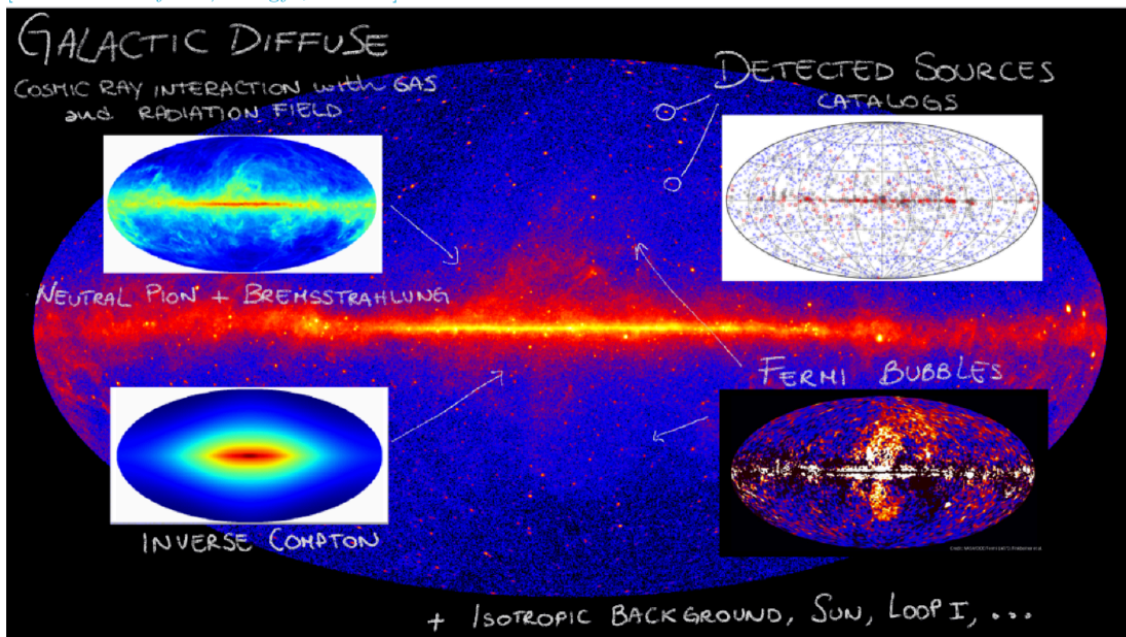 GALACTIC DIFFUSE
COSMIC RAY INTERACTION with GAS
and RADIATION FIELD
NEUTRAL PION + BREMSSTRAHLUNG
INVERSE COMPTON
DETECTED SOURCES
CATALOGS
FERMI BUBBLES
+ ISOTROPIC BACKGROUND, SUN, LOOP I, ...